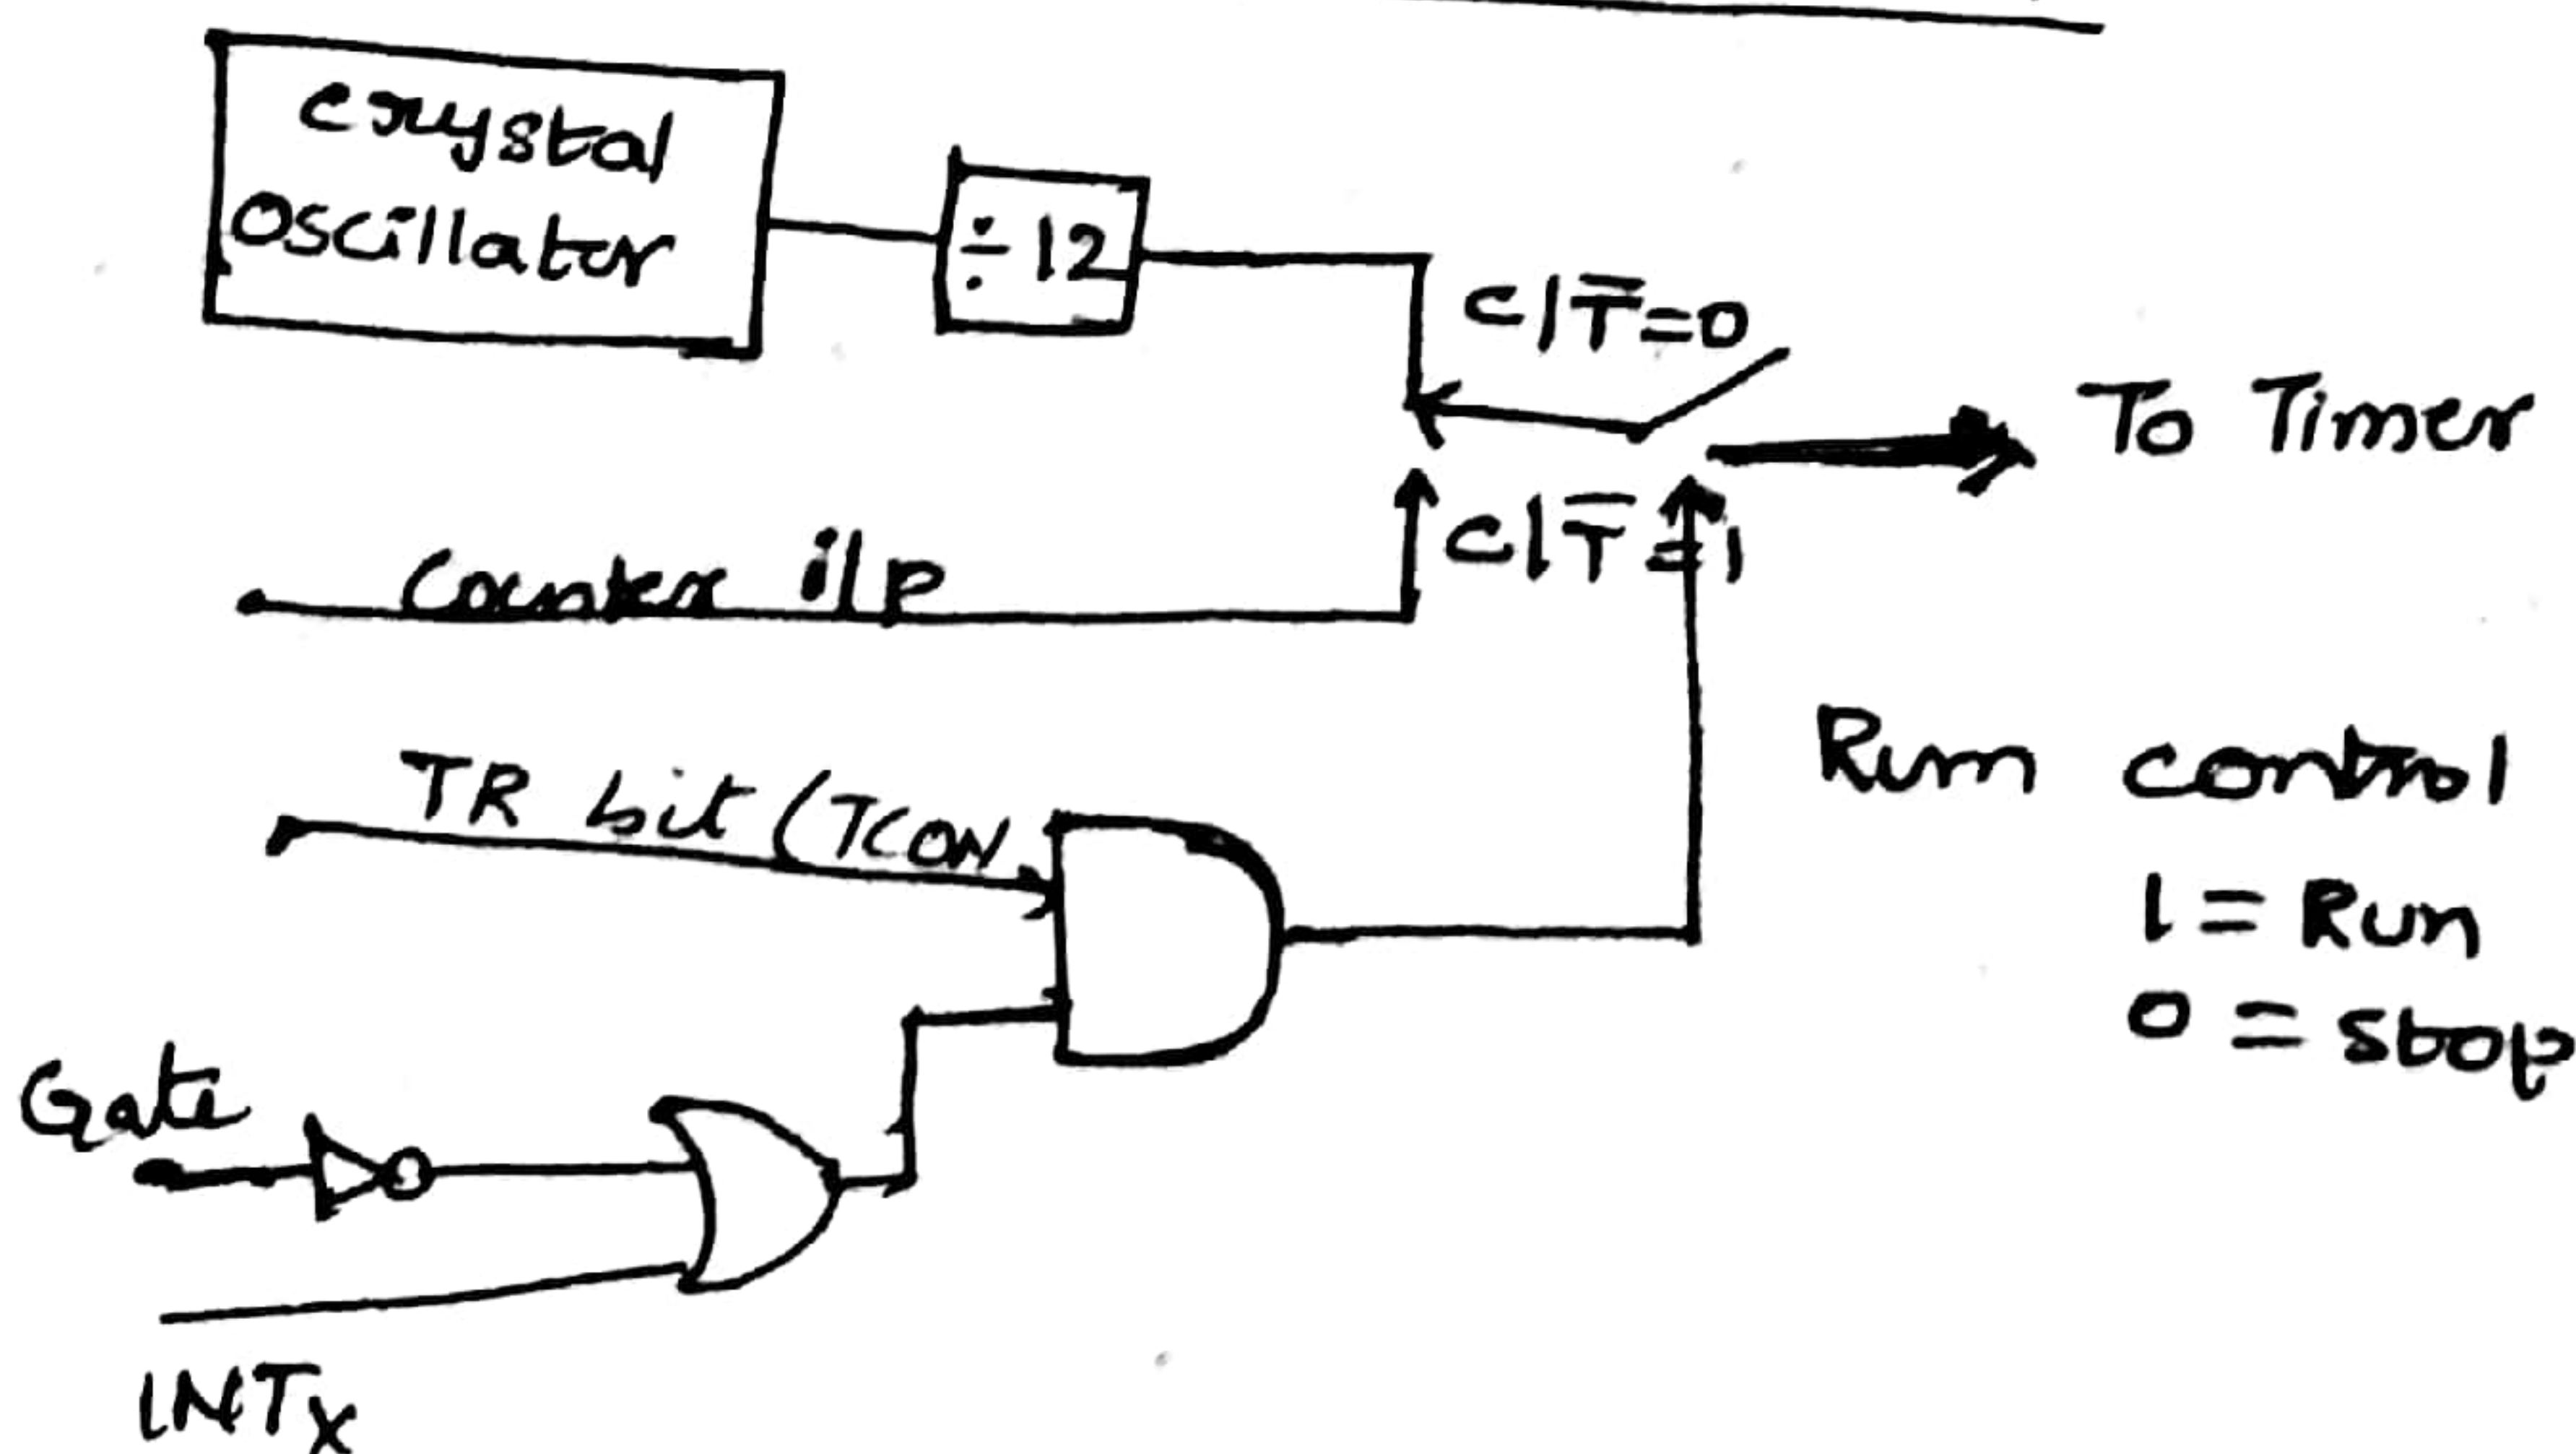 crystal
oscillator
÷ 12
C/T̅=0
To Timer
C/T̅=1
Counter i/p
TR bit (TCON
Run control
1 = Run
0 = Stop
Gate
INTx